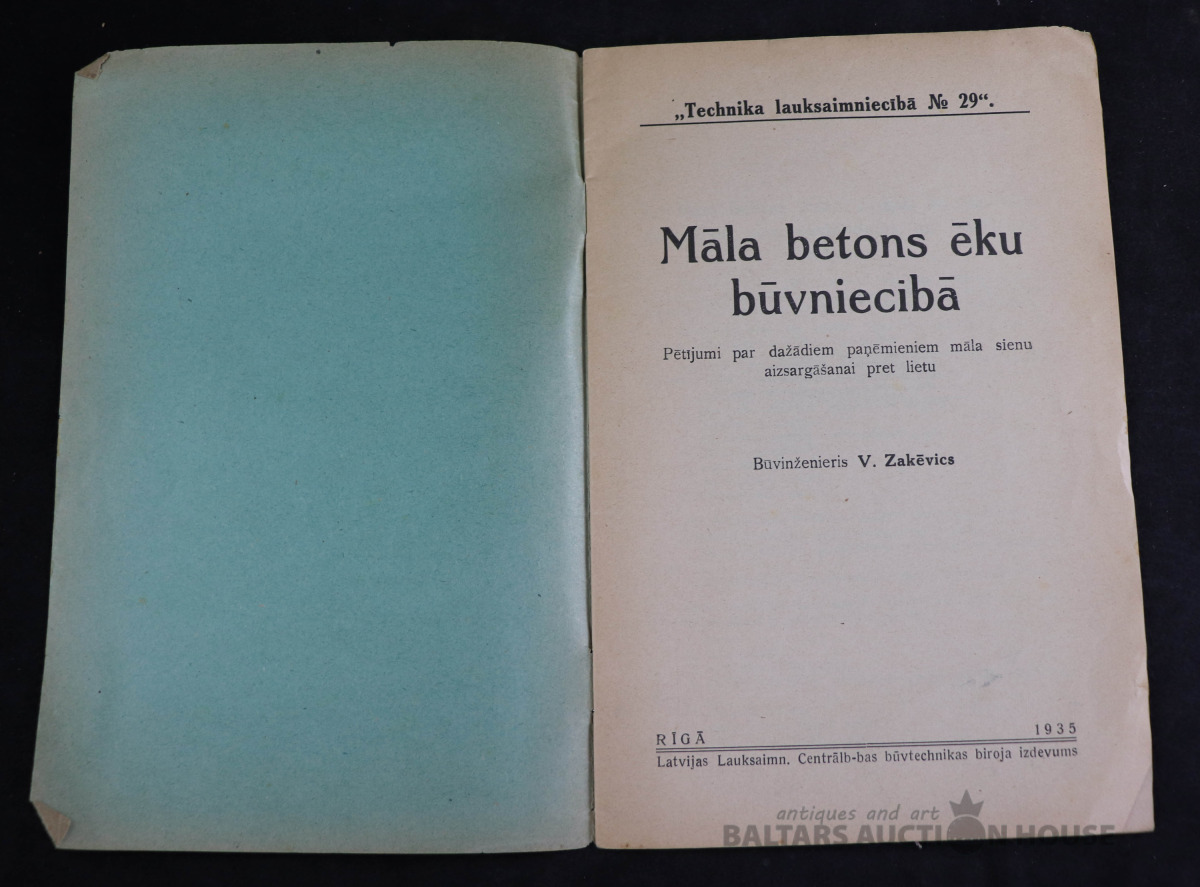 „Technika lauksaimniecībā № 29“.
Māla betons ēku
būvniecībā
Pētījumi par dažādiem paņēmieniem māla sienu
aizsargāšanai pret lietu
Būvinženieris V. Zakēvics
RĪGĀ 1935
Latvijas Lauksaimn. Centrālb-bas būvtechnikas biroja izdevums
antiques and art
BALTARS AUCTION HOUSE